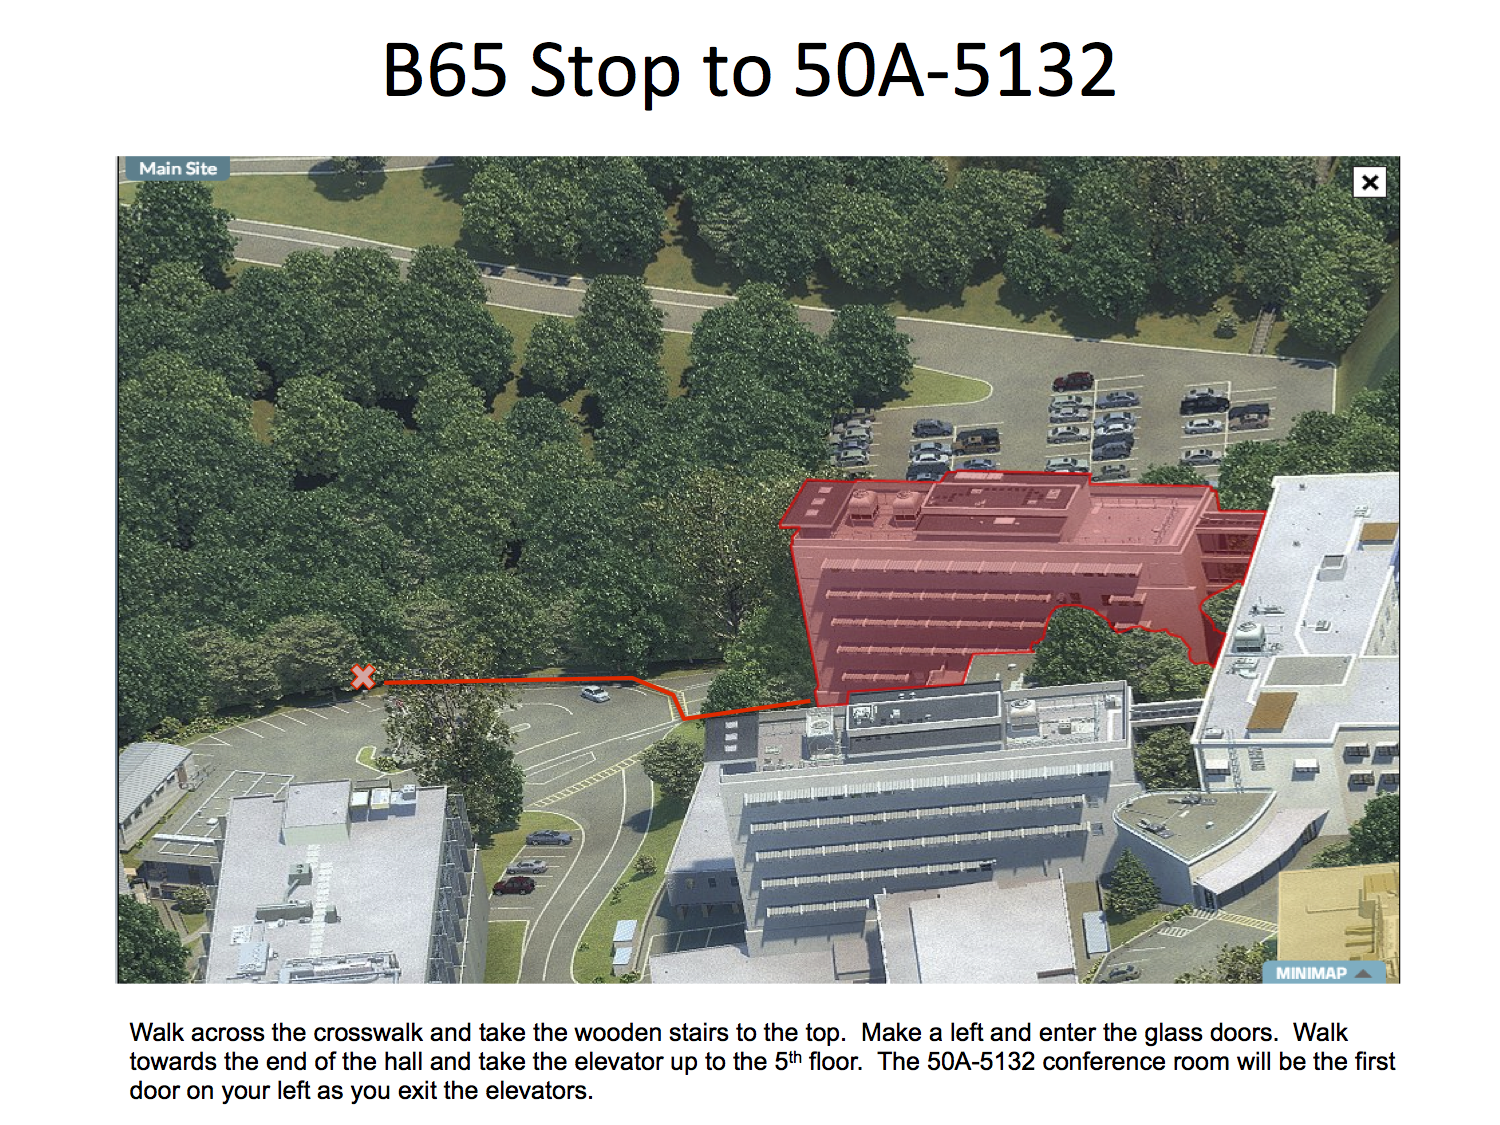 B65 Stop to 50A-5132
Main Site
MINIMAP
Walk across the crosswalk and take the wooden stairs to the top.  Make a left and enter the glass doors.  Walk
towards the end of the hall and take the elevator up to the 5th floor.  The 50A-5132 conference room will be the first
door on your left as you exit the elevators.